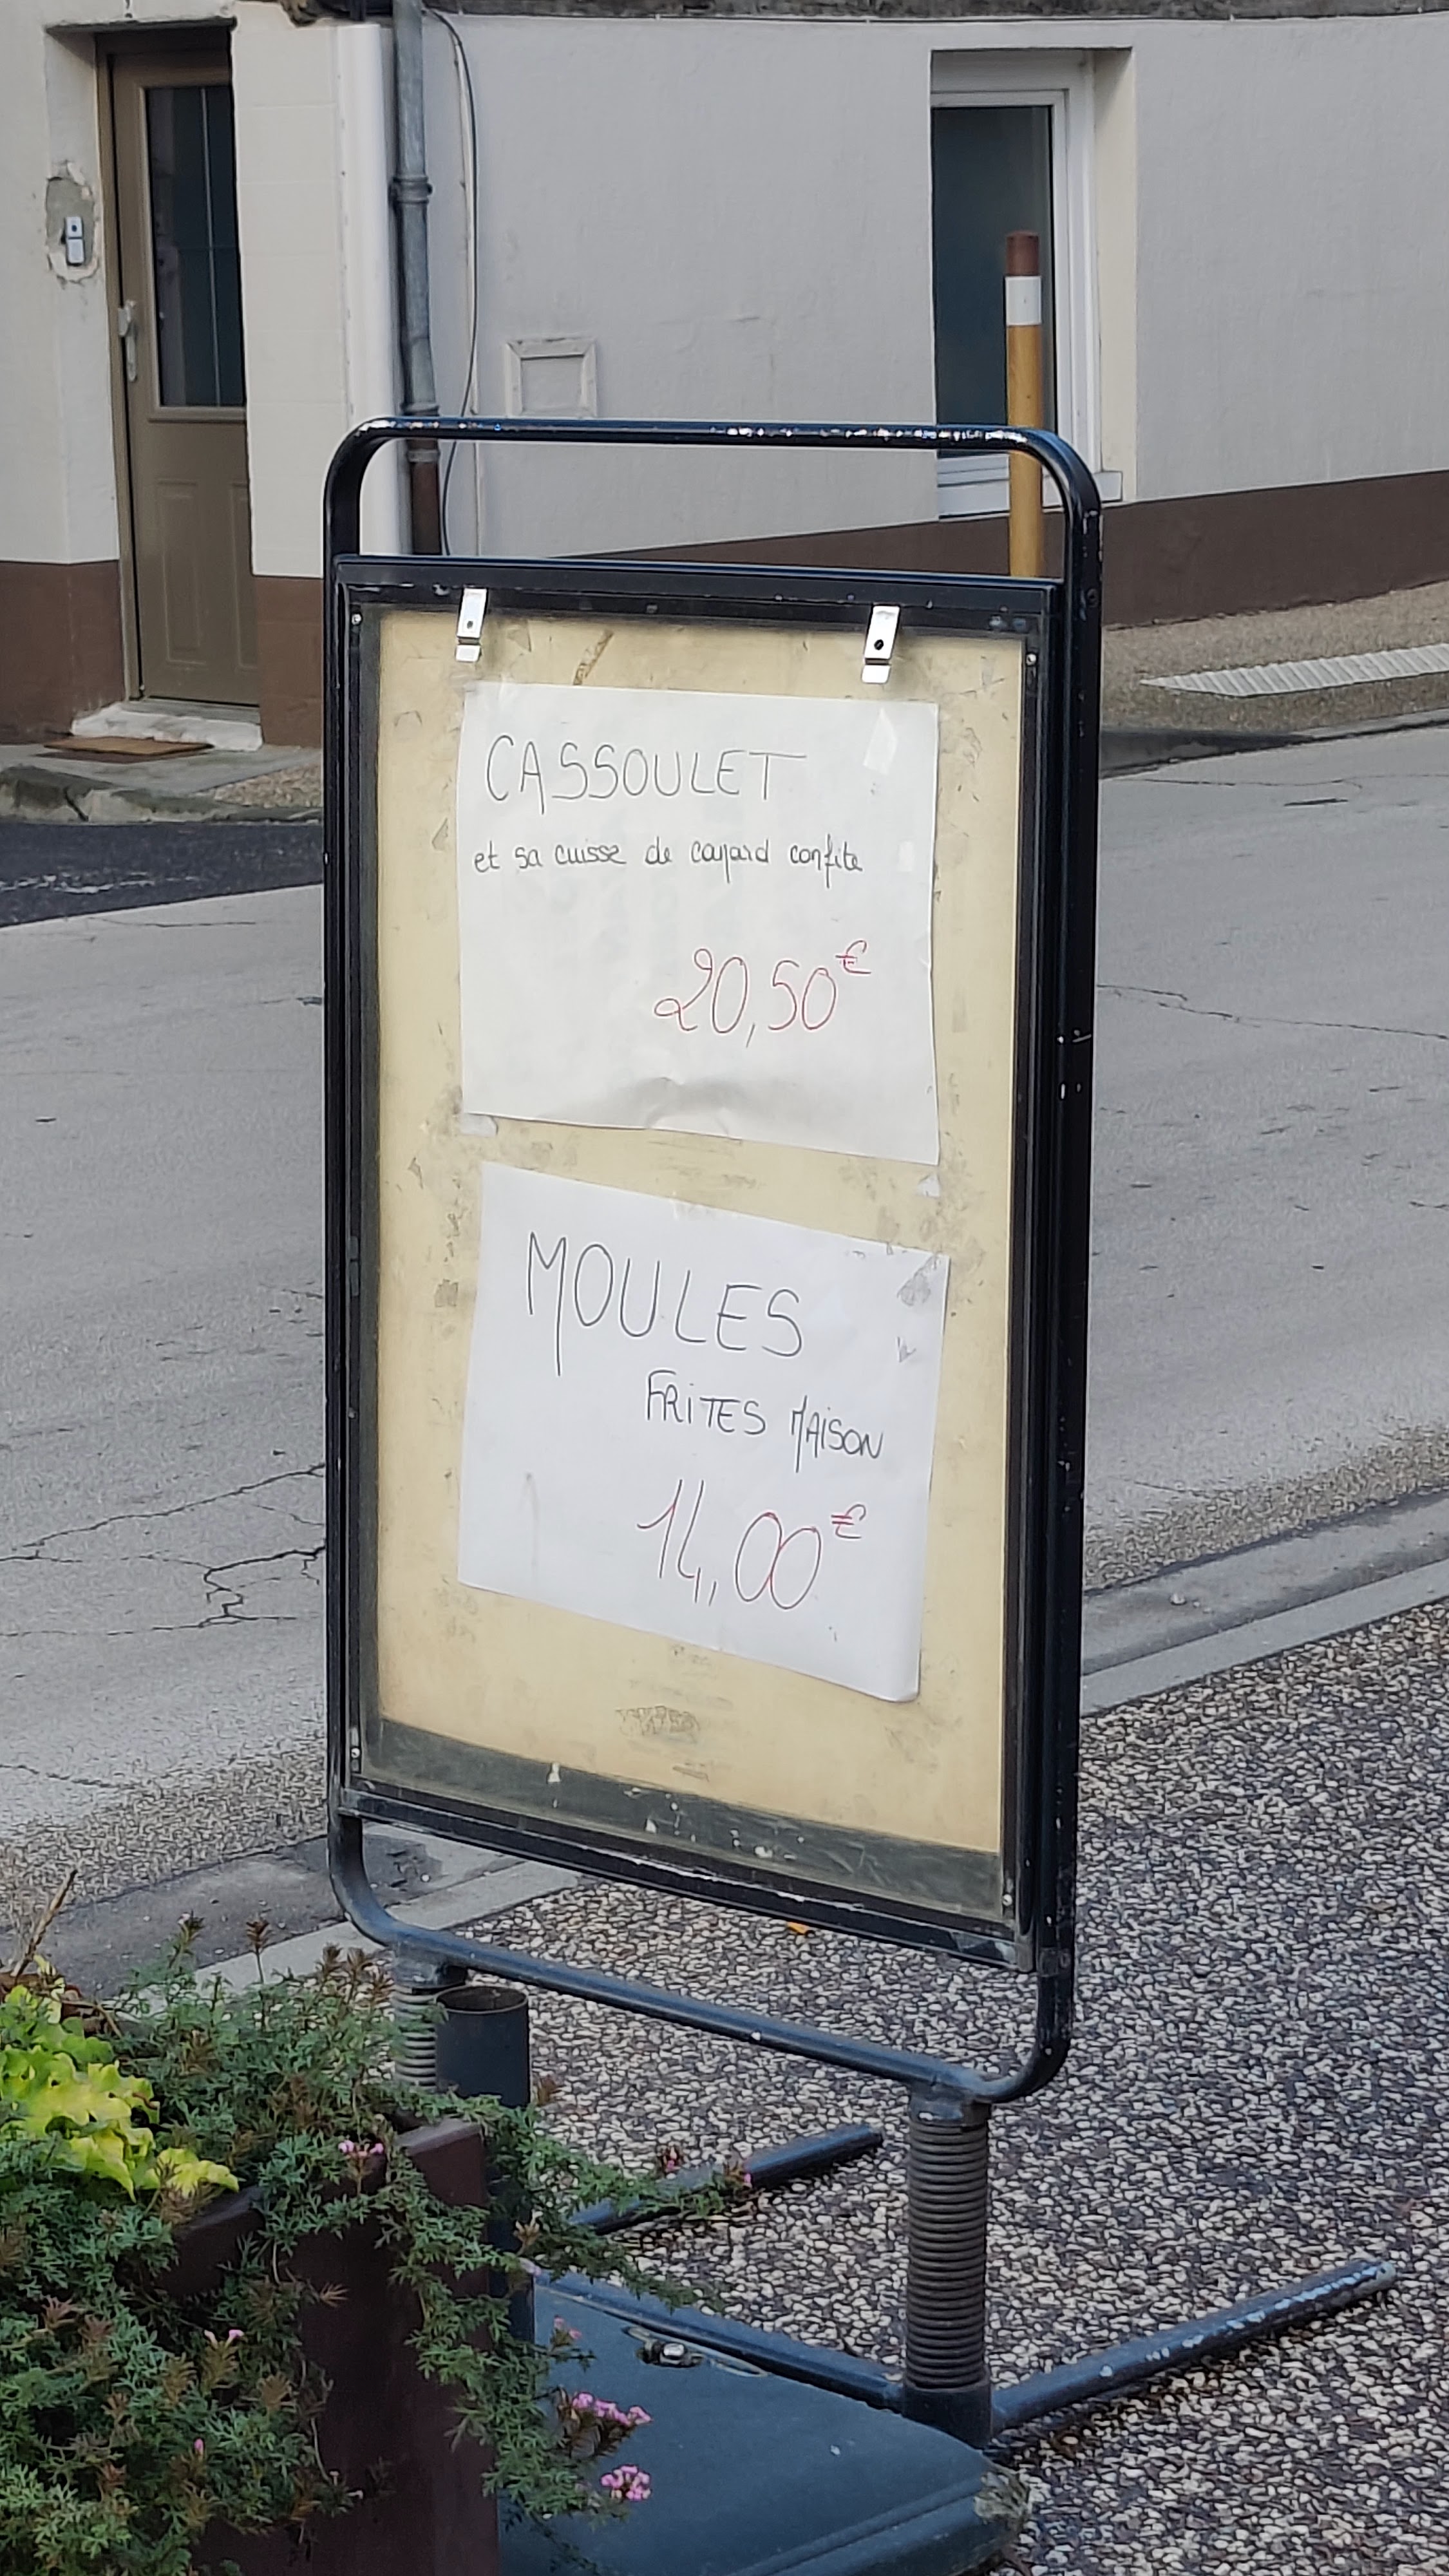 CASSOULET
et sa cuisse de canard confite
20,50€
MOULES
FRITES MAISON
14,00€